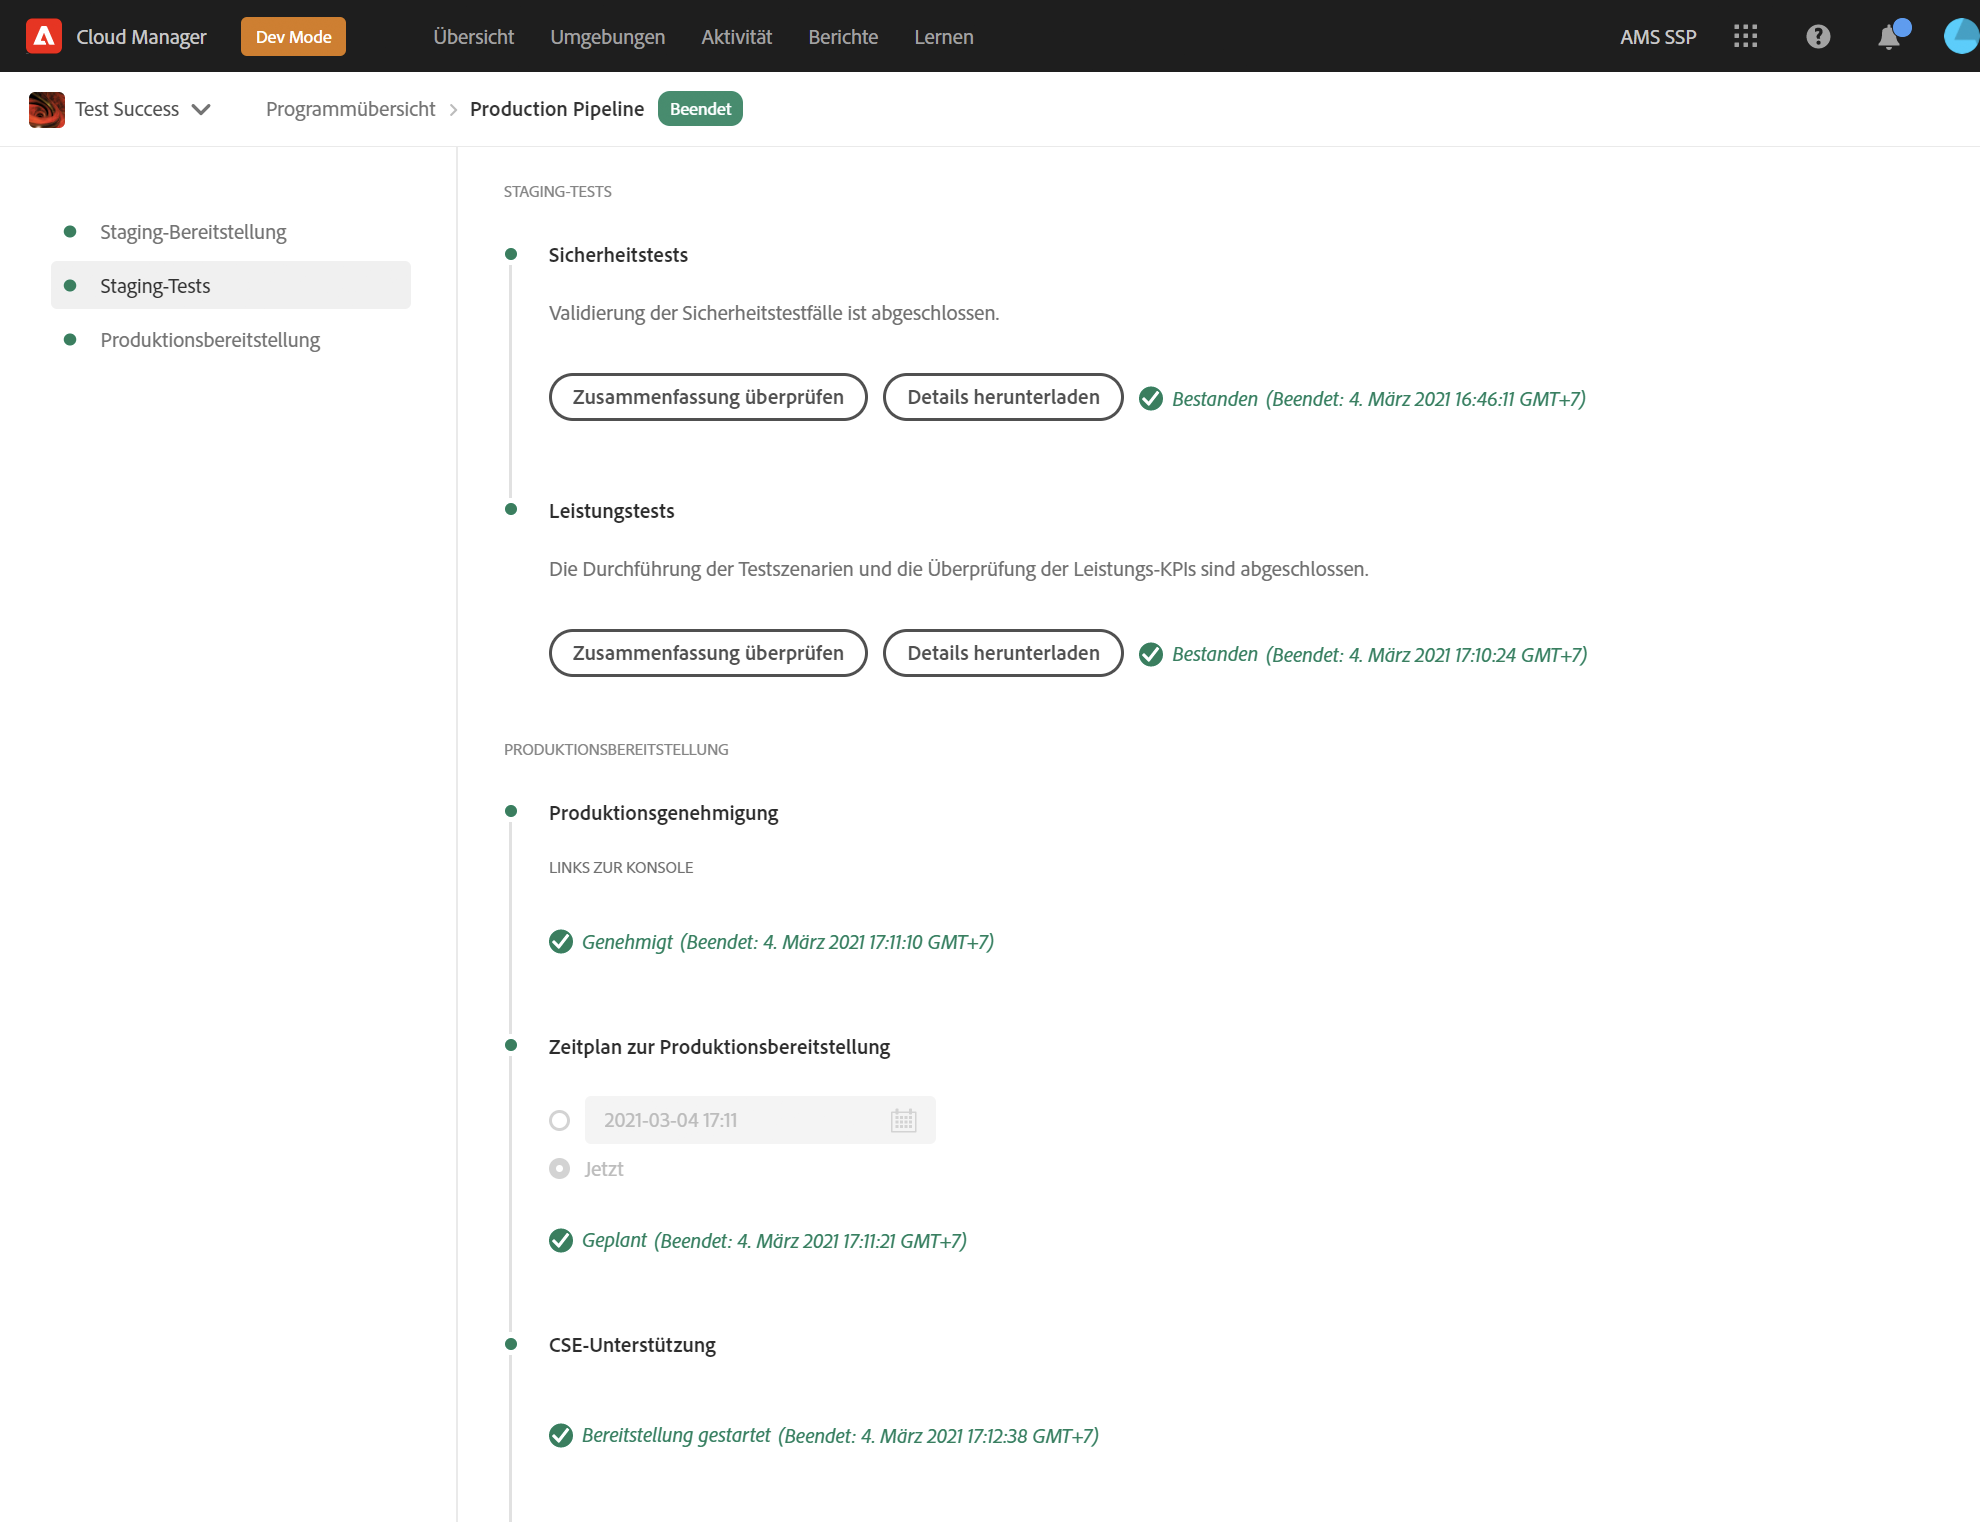 Cloud Manager Dev Mode Übersicht Umgebungen Aktivität Berichte Lernen AMS SSP
Test Success Programmübersicht > Production Pipeline Beendet
Staging-Bereitstellung
Staging-Tests
Produktionsbereitstellung
STAGING-TESTS
Sicherheitstests
Validierung der Sicherheitstestfälle ist abgeschlossen.
Zusammenfassung überprüfen Details herunterladen Bestanden (Beendet: 4. März 2021 16:46:11 GMT+7)
Leistungstests
Die Durchführung der Testszenarien und die Überprüfung der Leistungs-KPIs sind abgeschlossen.
Zusammenfassung überprüfen Details herunterladen Bestanden (Beendet: 4. März 2021 17:10:24 GMT+7)
PRODUKTIONSBEREITSTELLUNG
Produktionsgenehmigung
LINKS ZUR KONSOLE
Genehmigt (Beendet: 4. März 2021 17:11:10 GMT+7)
Zeitplan zur Produktionsbereitstellung
2021-03-04 17:11
Jetzt
Geplant (Beendet: 4. März 2021 17:11:21 GMT+7)
CSE-Unterstützung
Bereitstellung gestartet (Beendet: 4. März 2021 17:12:38 GMT+7)